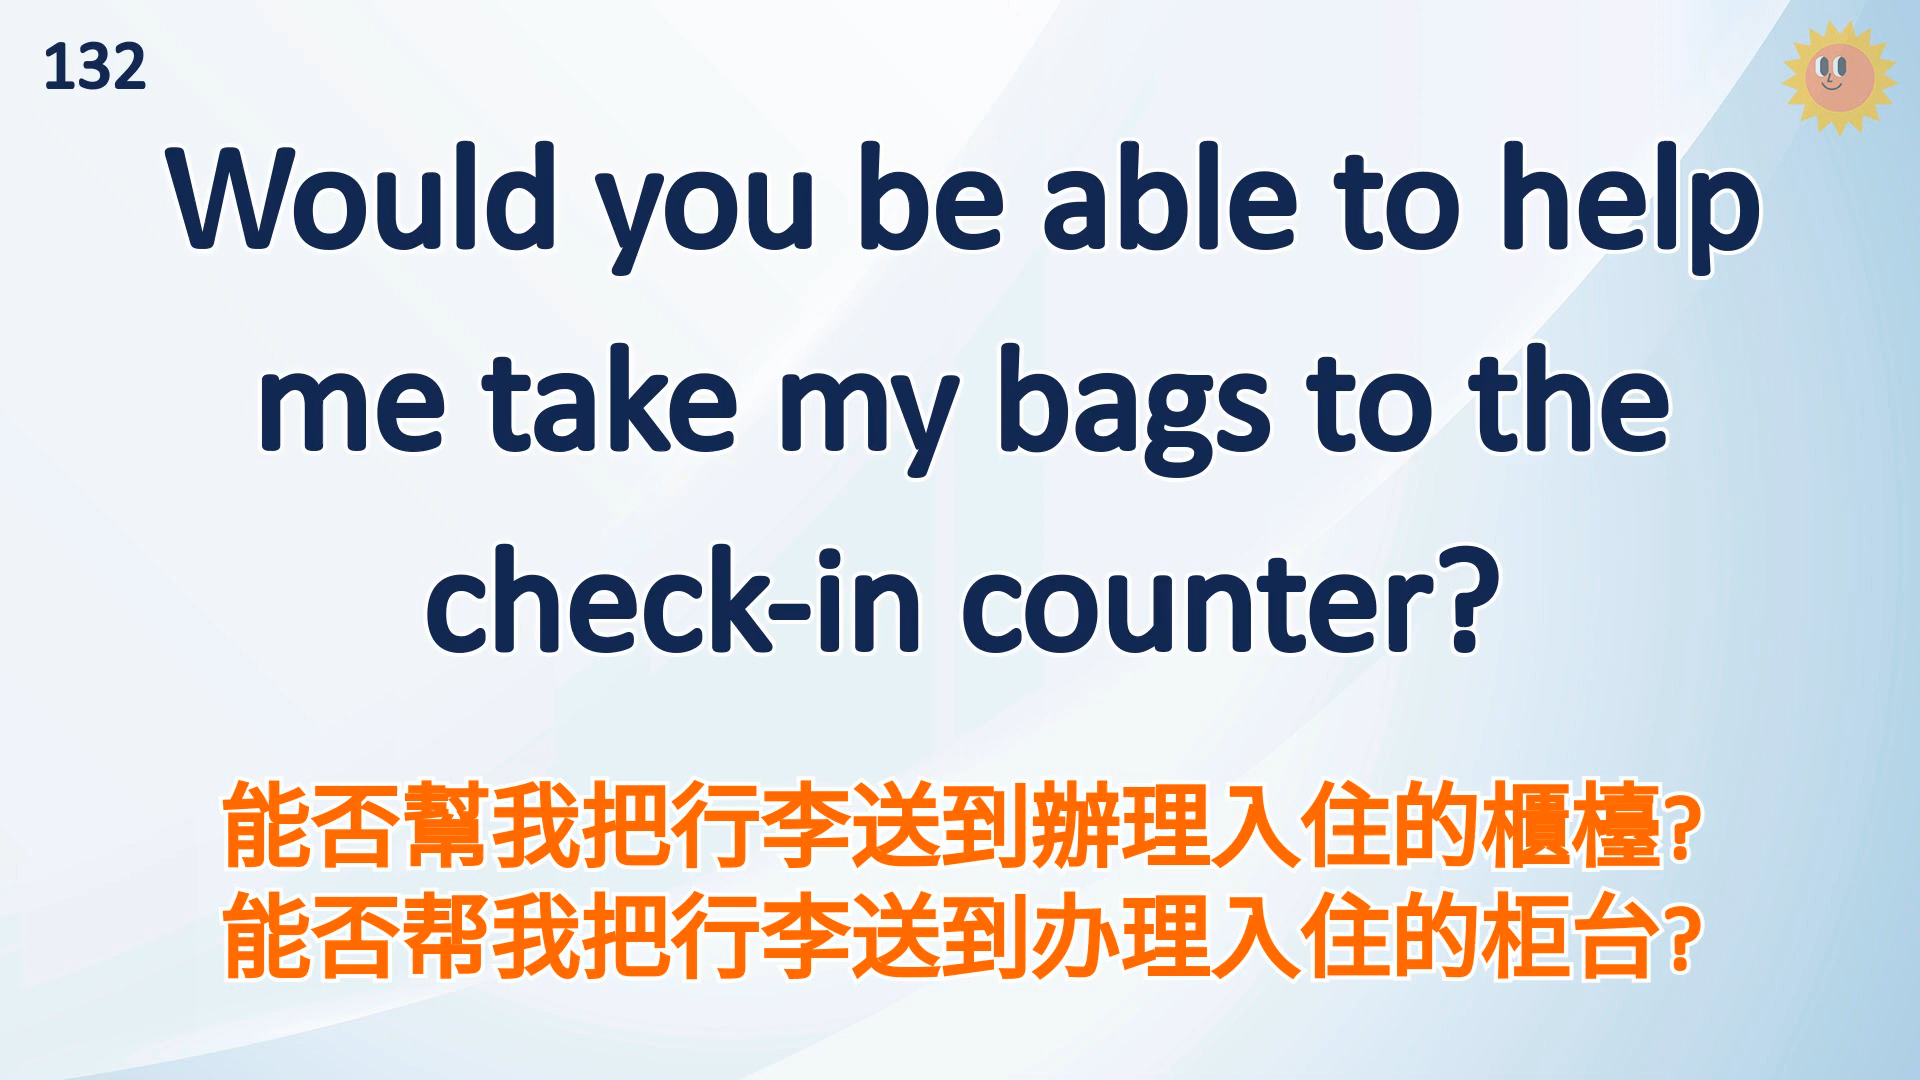 132
Would you be able to help
me take my bags to the
check-in counter?
能否幫我把行李送到辦理入住的櫃檯?
能否帮我把行李送到办理入住的柜台?